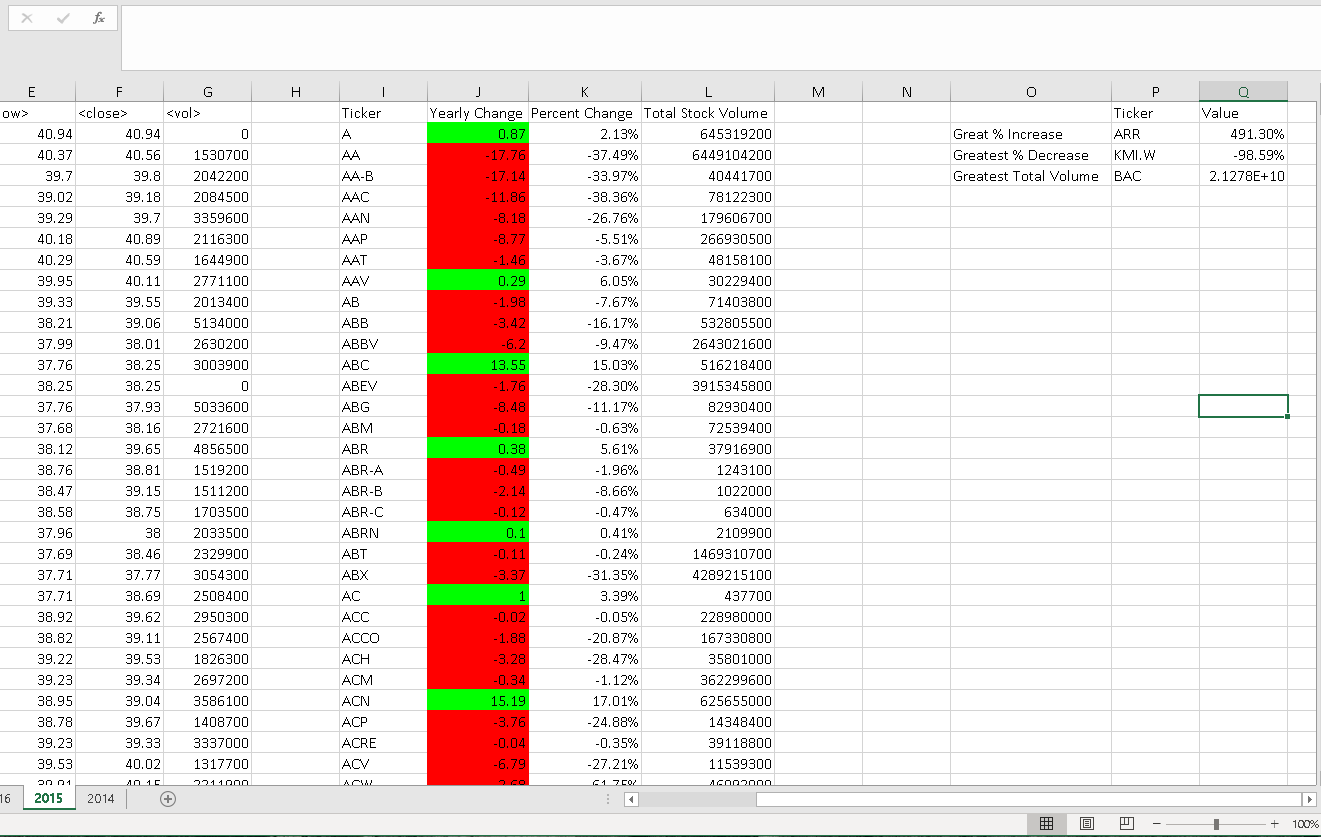 fx
E F G H I J K L M N O P Q
ow> <close> <vol> Ticker Yearly Change Percent Change Total Stock Volume Ticker Value
40.94 40.94 0 A 0.87 2.13% 645319200 Great % Increase ARR 491.30%
40.37 40.56 1530700 AA -17.76 -37.49% 6449104200 Greatest % Decrease KMI.W -98.59%
39.7 39.8 2042200 AA-B -17.14 -33.97% 40441700 Greatest Total Volume BAC 2.1278E+10
39.02 39.18 2084500 AAC -11.86 -38.36% 78122300
39.29 39.7 3359600 AAN -26.76% 179606700
40.18 40.89 2116300 AAP -5.51% 266930500
40.29 40.59 1644900 AAT -1.46 -3.67% 48158100
39.95 40.11 2771100 AAV 0.29 6.05% 30229400
39.33 39.55 2013400 AB -7.67% 71403800
38.21 39.06 5134000 ABB -3.42 -16.17% 532805500
37.99 38.01 2630200 ABBV -6.2 -9.47% 2643021600
37.76 38.25 3003900 ABC 13.55 15.03% 516218400
38.25 38.25 0 ABEV -1.76 -28.30% 3915345800
37.76 37.93 5033600 ABG -8.48 -11.17% 82930400
37.68 38.16 2721600 ABM -0.63% 72539400
38.12 39.65 4856500 ABR 0.38 5.61% 37916900
38.76 38.81 1519200 ABR-A -0.49 -1.96% 1243100
38.47 39.15 1511200 ABR-B -2.14 -8.66% 1022000
38.58 38.75 1703500 ABR-C -0.12 -0.47% 634000
37.96 38 2033500 ABRN 0.1 0.41% 2109900
37.69 38.46 2329900 ABT -0.11 -0.24% 1469310700
37.71 37.77 3054300 ABX -3.37 -31.35% 4289215100
37.71 38.69 2508400 AC 1 3.39% 437700
38.92 39.62 2950300 ACC -0.02 -0.05% 228980000
38.82 39.11 2567400 ACCO -20.87% 167330800
39.22 39.53 1826300 ACH -3.28 -28.47% 35801000
39.23 39.34 2697200 ACM -0.34 -1.12% 362299600
38.95 39.04 3586100 ACN 15.19 17.01% 625655000
38.78 39.67 1408700 ACP -3.76 -24.88% 14348400
39.23 39.33 3337000 ACRE -0.04 -0.35% 39118800
39.53 40.02 1317700 ACV -6.79 -27.21% 11539300
40.15 ACW
16 2015 2014
100%